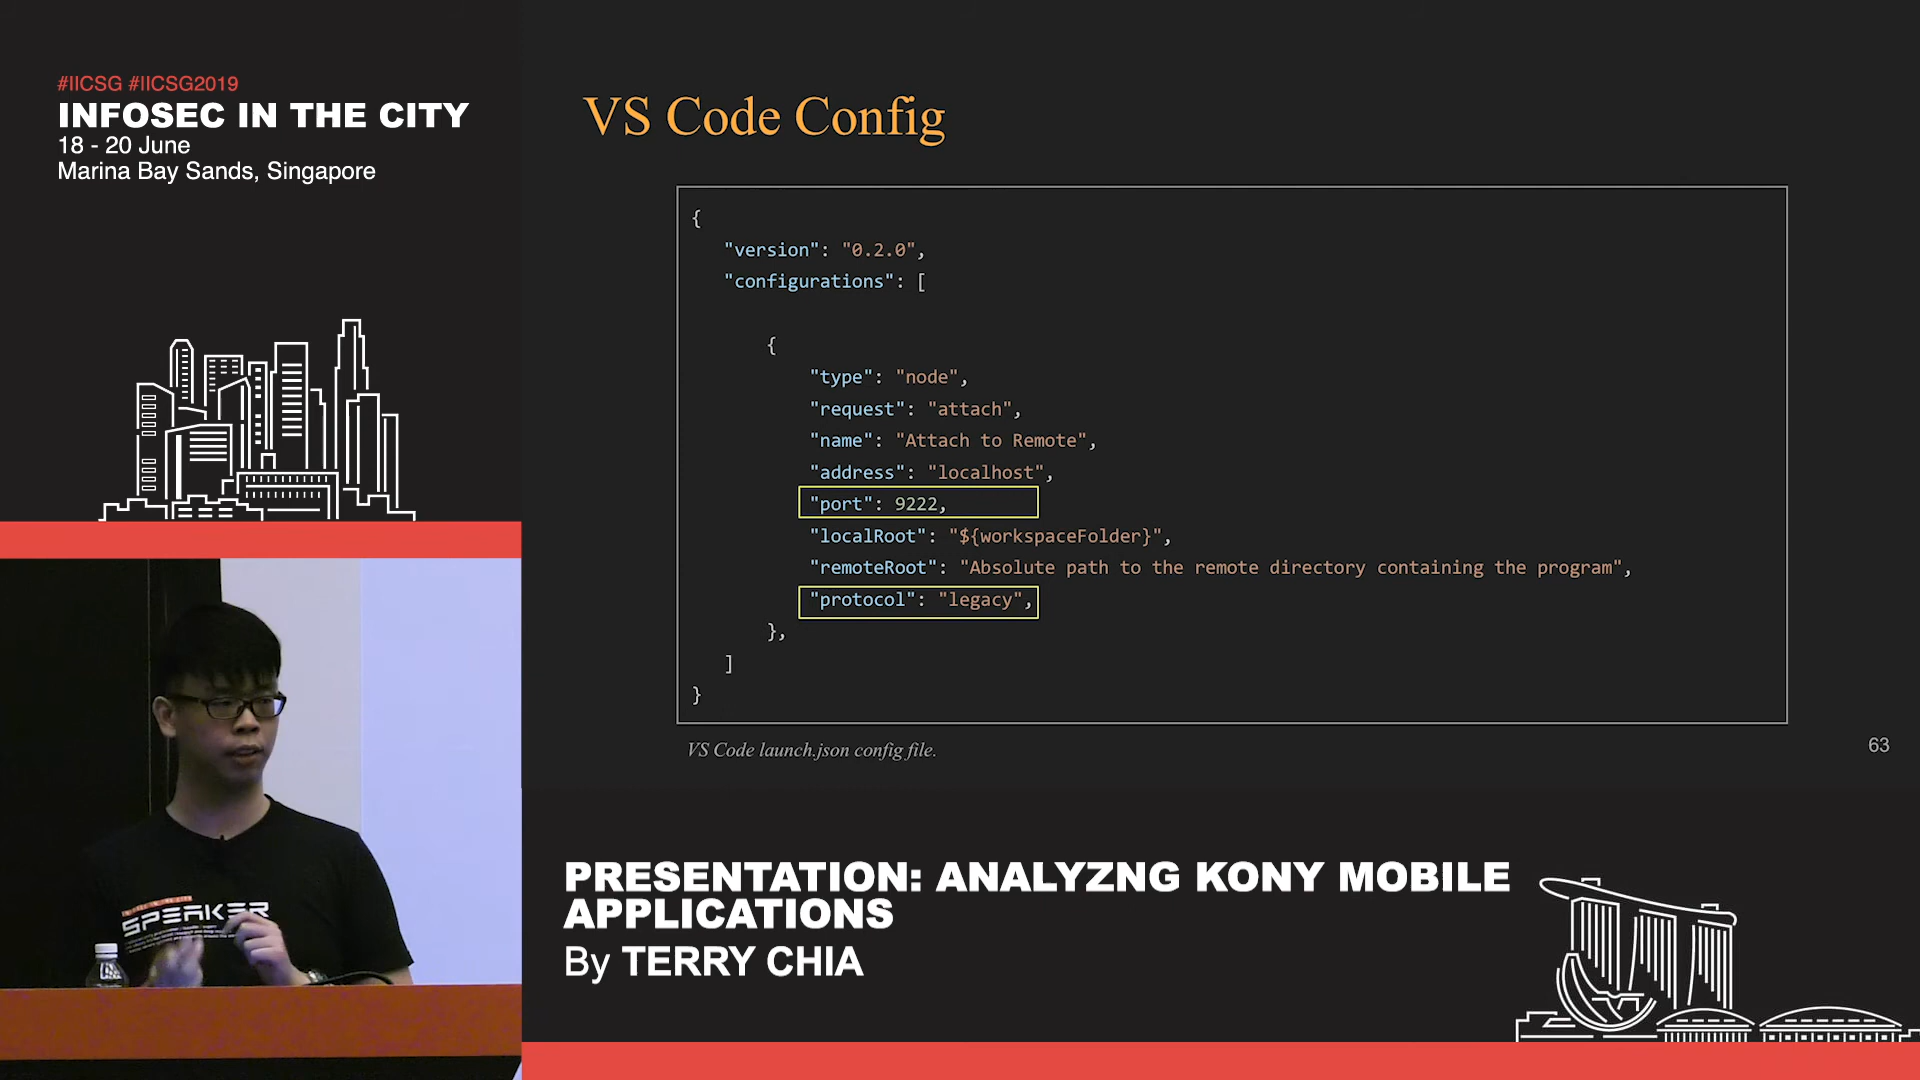 #IICSG #IICSG2019
INFOSEC IN THE CITY
18 - 20 June
Marina Bay Sands, Singapore
VS Code Config
{
"version": "0.2.0",
"configurations": [
{
"type": "node",
"request": "attach",
"name": "Attach to Remote",
"address": "localhost",
"port": 9222,
"localRoot": "${workspaceFolder}",
"remoteRoot": "Absolute path to the remote directory containing the program",
"protocol": "legacy",
},
]
}
VS Code launch.json config file.
63
SPEAKER
PRESENTATION: ANALYZNG KONY MOBILE
APPLICATIONS
By TERRY CHIA